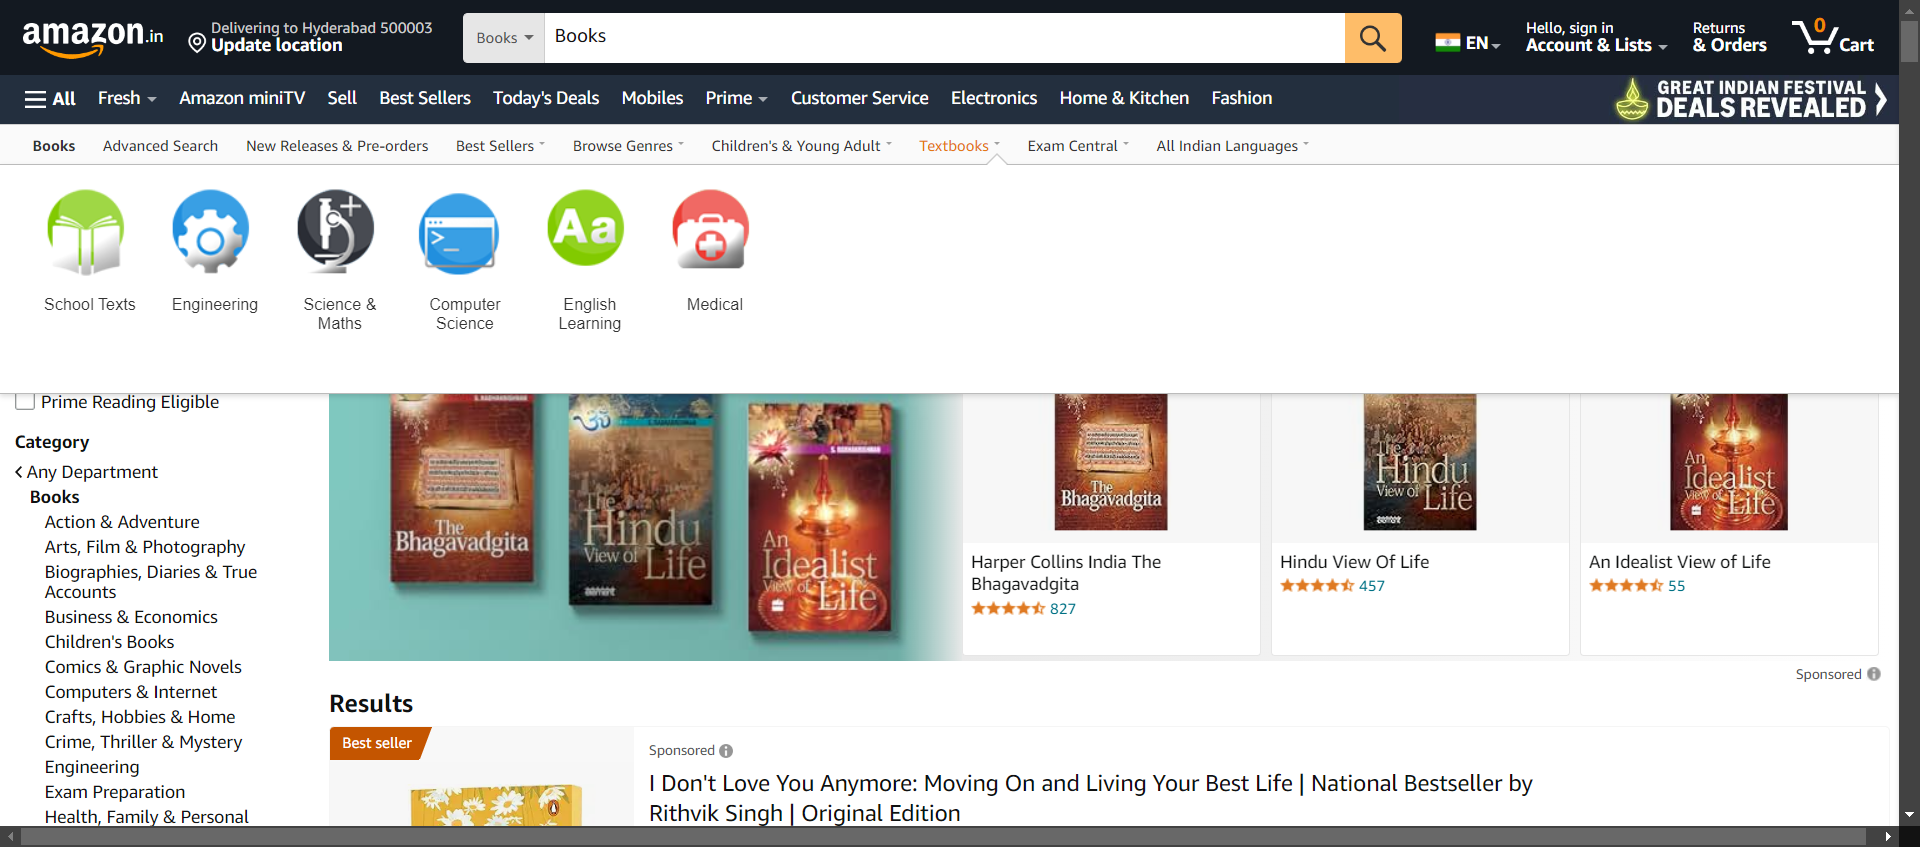 amazon.in
Delivering to Hyderabad 500003
Update location
Books
Books
EN
Hello, sign in
Account & Lists
Returns
& Orders
0
Cart
All
Fresh
Amazon miniTV
Sell
Best Sellers
Today's Deals
Mobiles
Prime
Customer Service
Electronics
Home & Kitchen
Fashion
GREAT INDIAN FESTIVAL
DEALS REVEALED
Books
Advanced Search
New Releases & Pre-orders
Best Sellers
Browse Genres
Children's & Young Adult
Textbooks
Exam Central
All Indian Languages
Aa
School Texts
Engineering
Science &
Maths
Computer
Science
English
Learning
Medical
Prime Reading Eligible
Category
Any Department
Books
Action & Adventure
Arts, Film & Photography
Biographies, Diaries & True
Accounts
Business & Economics
Children's Books
Comics & Graphic Novels
Computers & Internet
Crafts, Hobbies & Home
Crime, Thriller & Mystery
Engineering
Exam Preparation
Health, Family & Personal
S. RADHAKRISHNAN
The
Bhagavadgita
ॐ
S. RADHAKRISHNAN
The
Hindu
View of Life
element
S. RADHAKRISHNAN
An
Idealist
View of Life
The
Bhagavadgita
The
Hindu
View of Life
element
An
Idealist
View of Life
Harper Collins India The
Bhagavadgita
827
Hindu View Of Life
457
An Idealist View of Life
55
Sponsored
Results
Best seller
Sponsored
I Don't Love You Anymore: Moving On and Living Your Best Life | National Bestseller by
Rithvik Singh | Original Edition